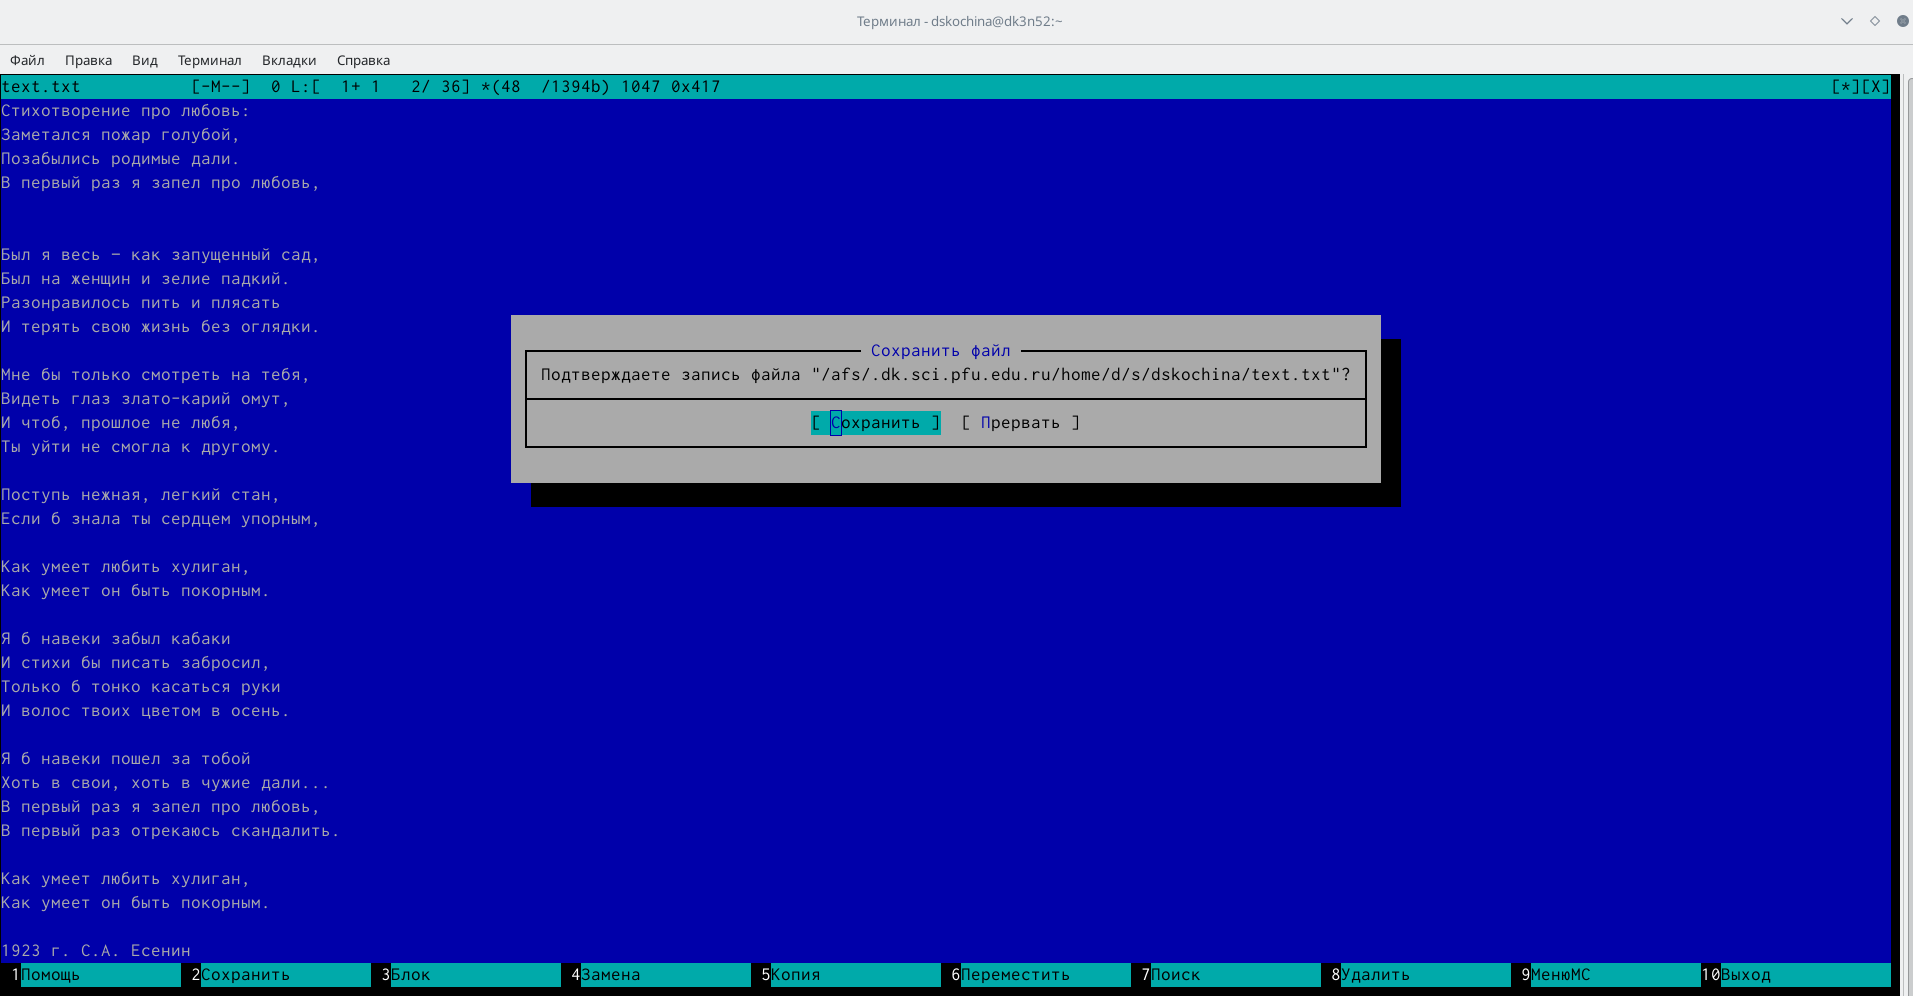 Терминал - dskochina@dk3n52:~
Файл Правка Вид Терминал Вкладки Справка
text.txt [-M--] 0 L:[ 1+ 1 2/ 36] *(48 /1394b) 1047 0x417 [*][X]
Стихотворение про любовь:
Заметался пожар голубой,
Позабылись родимые дали.
В первый раз я запел про любовь,
Был я весь – как запущенный сад,
Был на женщин и зелие падкий.
Разонравилось пить и плясать
И терять свою жизнь без оглядки.
Мне бы только смотреть на тебя,
Видеть глаз злато-карий омут,
И чтоб, прошлое не любя,
Ты уйти не смогла к другому.
Поступь нежная, легкий стан,
Если б знала ты сердцем упорным,
Как умеет любить хулиган,
Как умеет он быть покорным.
Я б навеки забыл кабаки
И стихи бы писать забросил,
Только б тонко касаться руки
И волос твоих цветом в осень.
Я б навеки пошел за тобой
Хоть в свои, хоть в чужие дали...
В первый раз я запел про любовь,
В первый раз отрекаюсь скандалить.
Как умеет любить хулиган,
Как умеет он быть покорным.
1923 г. С.А. Есенин
Сохранить файл
Подтверждаете запись файла "/afs/.dk.sci.pfu.edu.ru/home/d/s/dskochina/text.txt"?
[ Сохранить ] [ Прервать ]
1Помощь 2Сохранить 3Блок 4Замена 5Копия 6Переместить 7Поиск 8Удалить 9МенюMC 10Выход